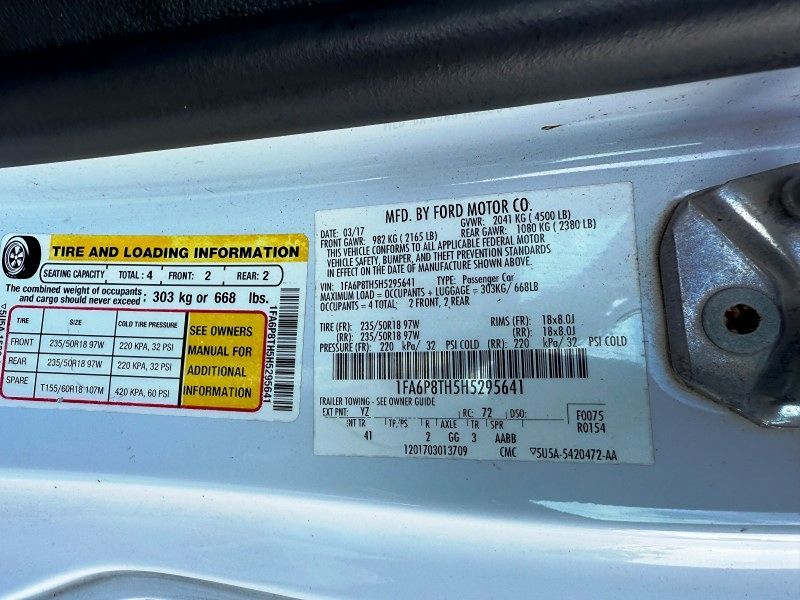 TIRE AND LOADING INFORMATION
SEATING CAPACITY TOTAL: 4 FRONT: 2 REAR: 2
The combined weight of occupants
and cargo should never exceed : 303 kg or 668 lbs.
TIRE SIZE COLD TIRE PRESSURE
FRONT 235/50R18 97W 220 KPA, 32 PSI
REAR 235/50R18 97W 220 KPA, 32 PSI
SPARE T155/60R18 107M 420 KPA, 60 PSI
SEE OWNERS
MANUAL FOR
ADDITIONAL
INFORMATION
1FA6P8TH5H5295641
MFD. BY FORD MOTOR CO.
DATE: 03/17 GVWR: 2041 KG ( 4500 LB)
FRONT GAWR: 982 KG ( 2165 LB) REAR GAWR: 1080 KG ( 2380 LB)
THIS VEHICLE CONFORMS TO ALL APPLICABLE FEDERAL MOTOR
VEHICLE SAFETY, BUMPER, AND THEFT PREVENTION STANDARDS
IN EFFECT ON THE DATE OF MANUFACTURE SHOWN ABOVE.
VIN: 1FA6P8TH5H5295641 TYPE: Passenger Car
MAXIMUM LOAD = OCCUPANTS + LUGGAGE = 303KG/ 668LB
OCCUPANTS = 4 TOTAL; 2 FRONT, 2 REAR
TIRE (FR): 235/50R18 97W RIMS (FR): 18x8.0J
(RR): 235/50R18 97W (RR): 18x8.0J
PRESSURE (FR): 220 kPa/ 32 PSI COLD (RR): 220 kPa/ 32 PSI COLD
1FA6P8TH5H5295641
TRAILER TOWING - SEE OWNER GUIDE
EXT PNT: YZ RC: 72 DSO: F0075
INT TR TP/PS R AXLE TR SPR R0154
41 2 GG 3 AABB
1201703013709 CMC ▽5U5A-5420472-AA